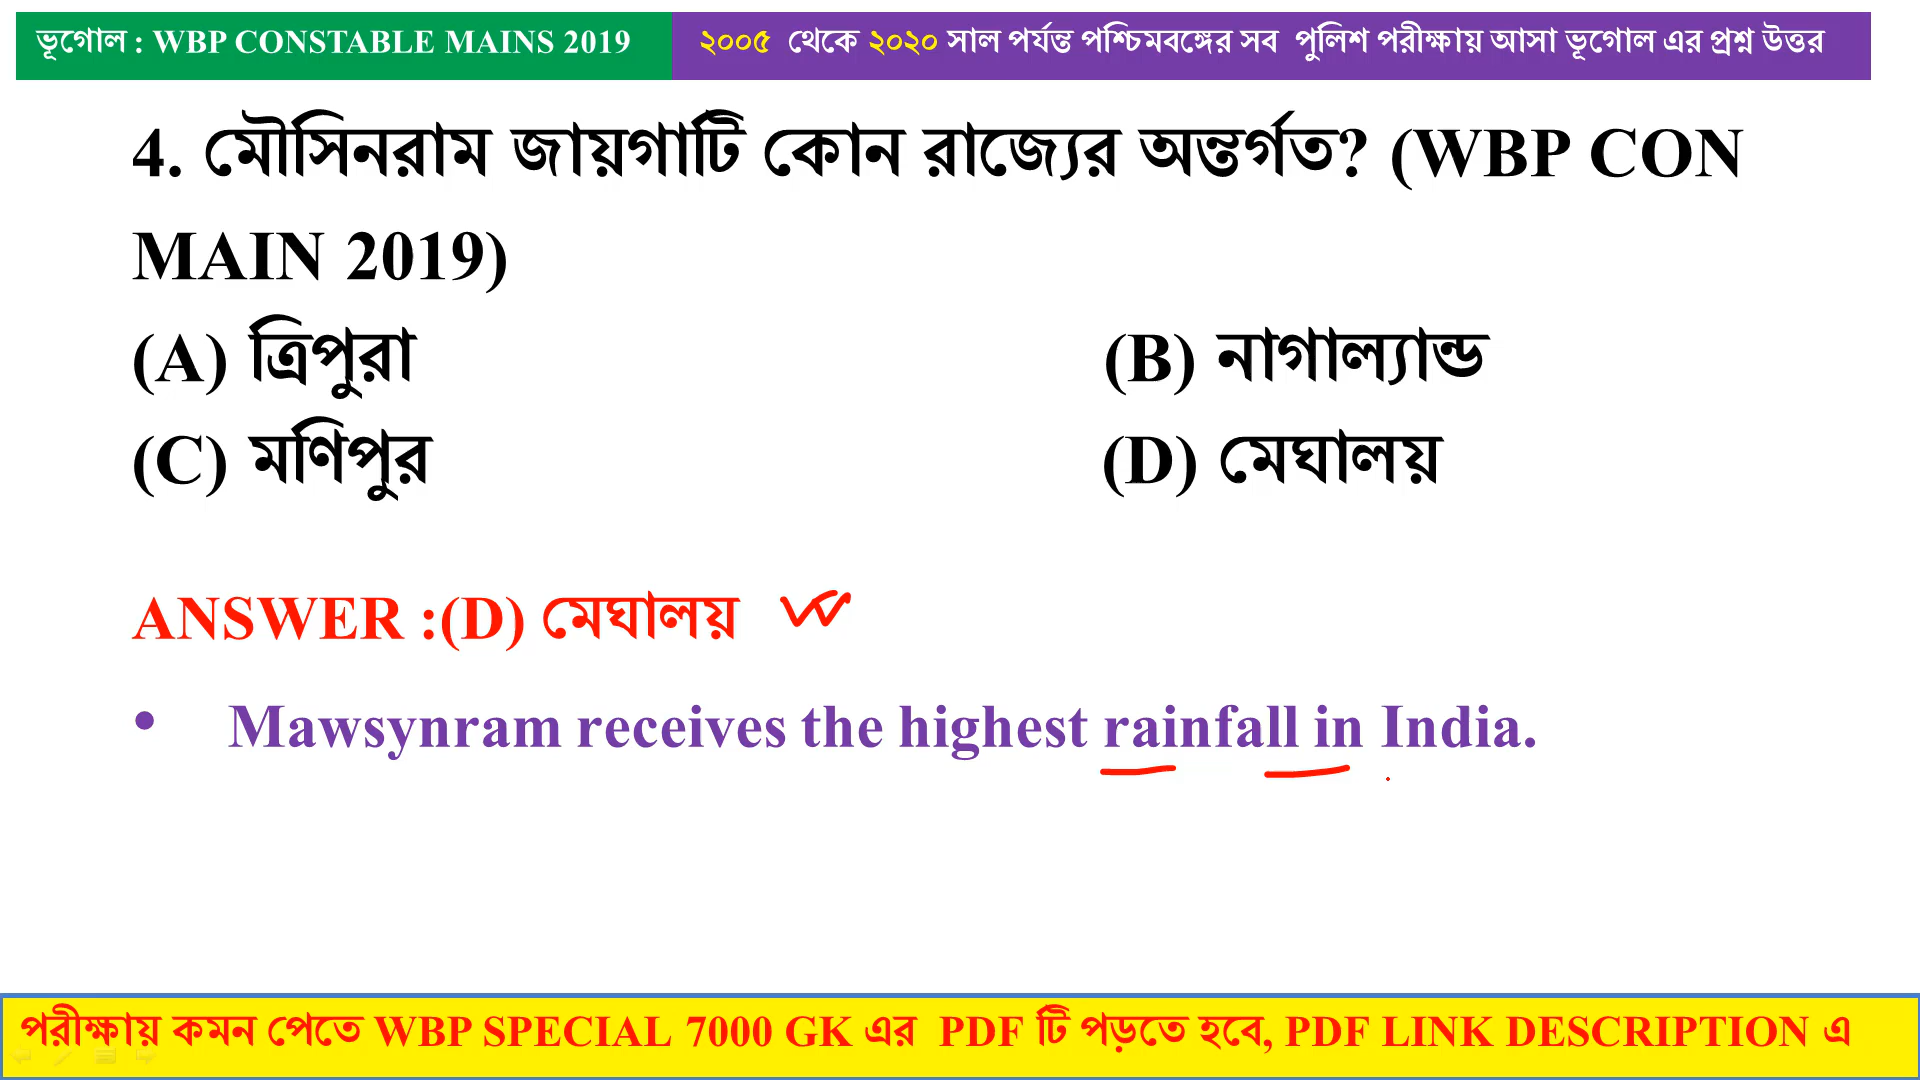 ভূগোল : WBP CONSTABLE MAINS 2019
২০০৫ থেকে ২০২০ সাল পর্যন্ত পশ্চিমবঙ্গের সব পুলিশ পরীক্ষায় আসা ভূগোল এর প্রশ্ন উত্তর
4. মৌসিনরাম জায়গাটি কোন রাজ্যের অন্তর্গত? (WBP CON
MAIN 2019)
(A) ত্রিপুরা (B) নাগাল্যান্ড
(C) মণিপুর (D) মেঘালয়
ANSWER :(D) মেঘালয়
• Mawsynram receives the highest rainfall in India.
পরীক্ষায় কমন পেতে WBP SPECIAL 7000 GK এর PDF টি পড়তে হবে, PDF LINK DESCRIPTION এ